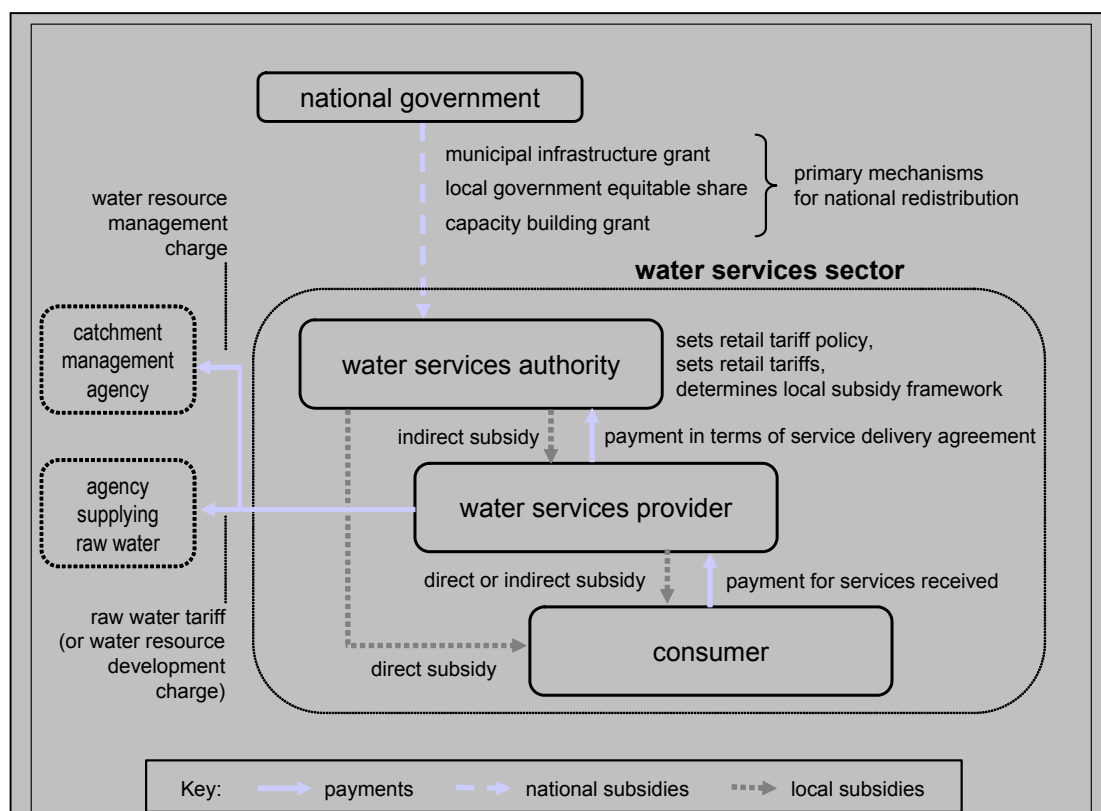 national government
municipal infrastructure grant
local government equitable share
capacity building grant
primary mechanisms
for national redistribution
water resource
management
charge
water services sector
catchment
management
agency
water services authority
sets retail tariff policy,
sets retail tariffs,
determines local subsidy framework
indirect subsidy
payment in terms of service delivery agreement
agency
supplying
raw water
water services provider
direct or indirect subsidy
payment for services received
raw water tariff
(or water resource
development
charge)
direct subsidy
consumer
Key:
payments
national subsidies
local subsidies